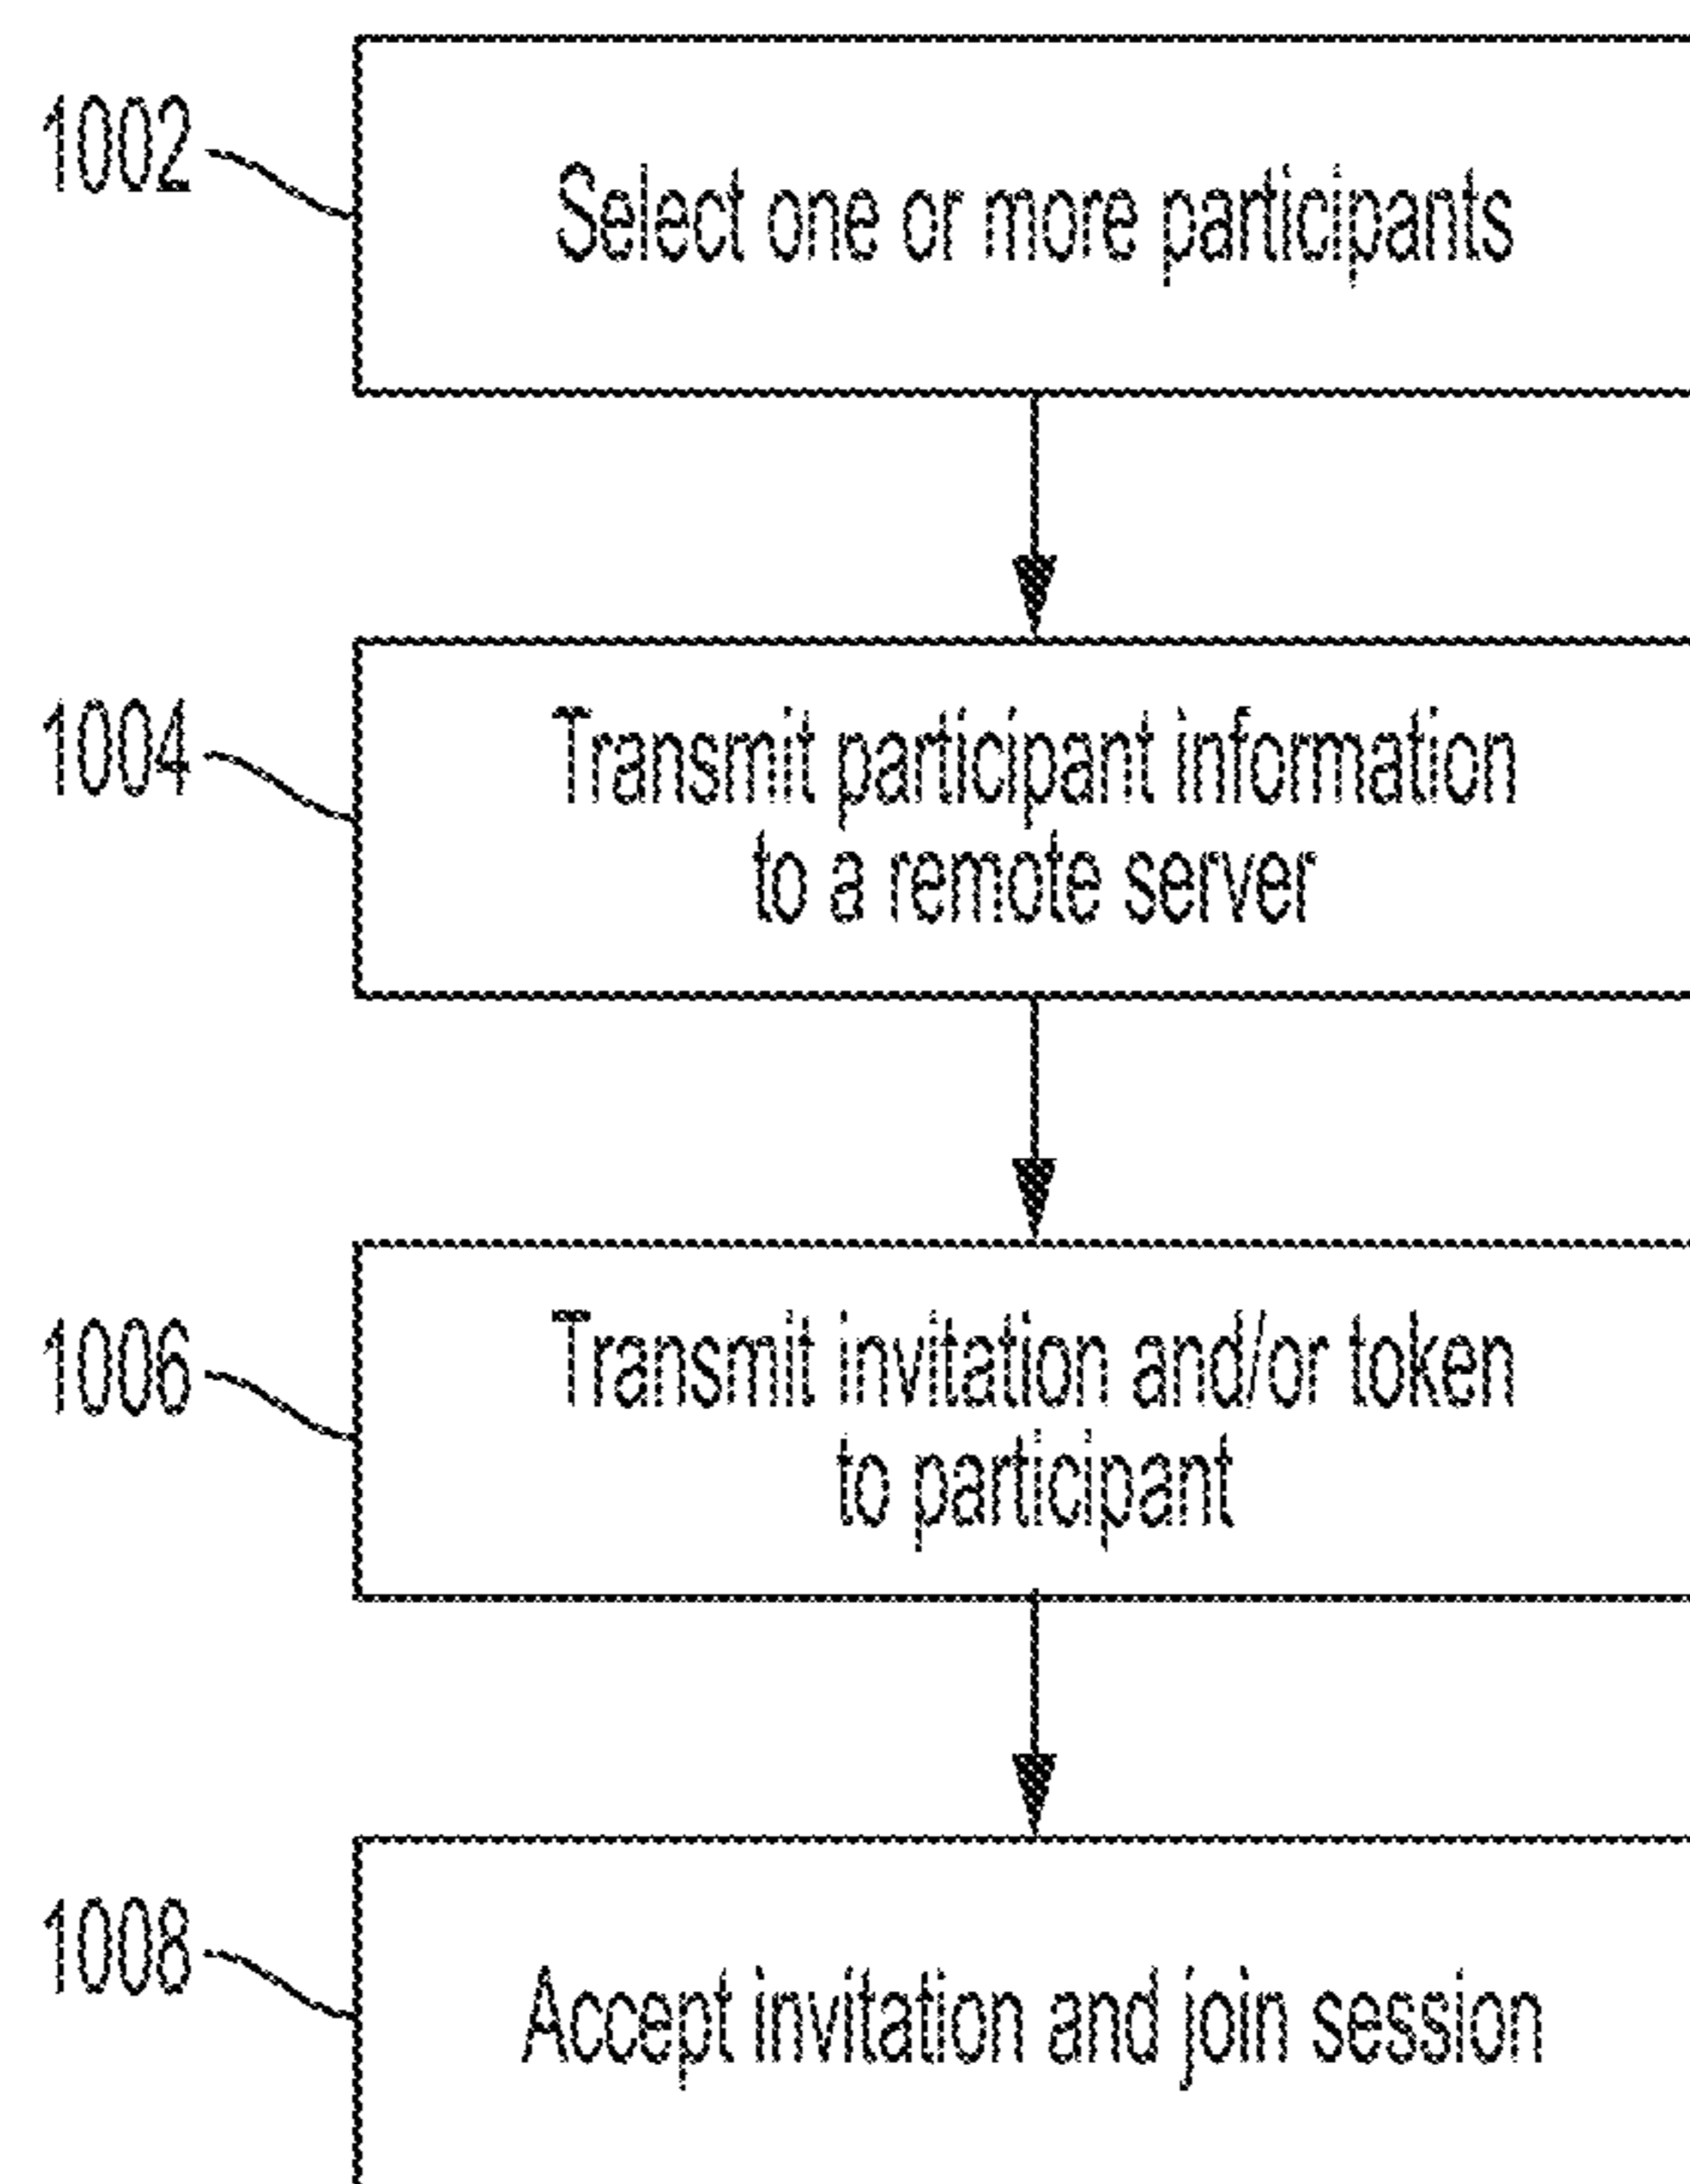 1002
Select one or more participants
1004
Transmit participant information
to a remote server
1006
Transmit invitation and/or token
to participant
1008
Accept invitation and join session